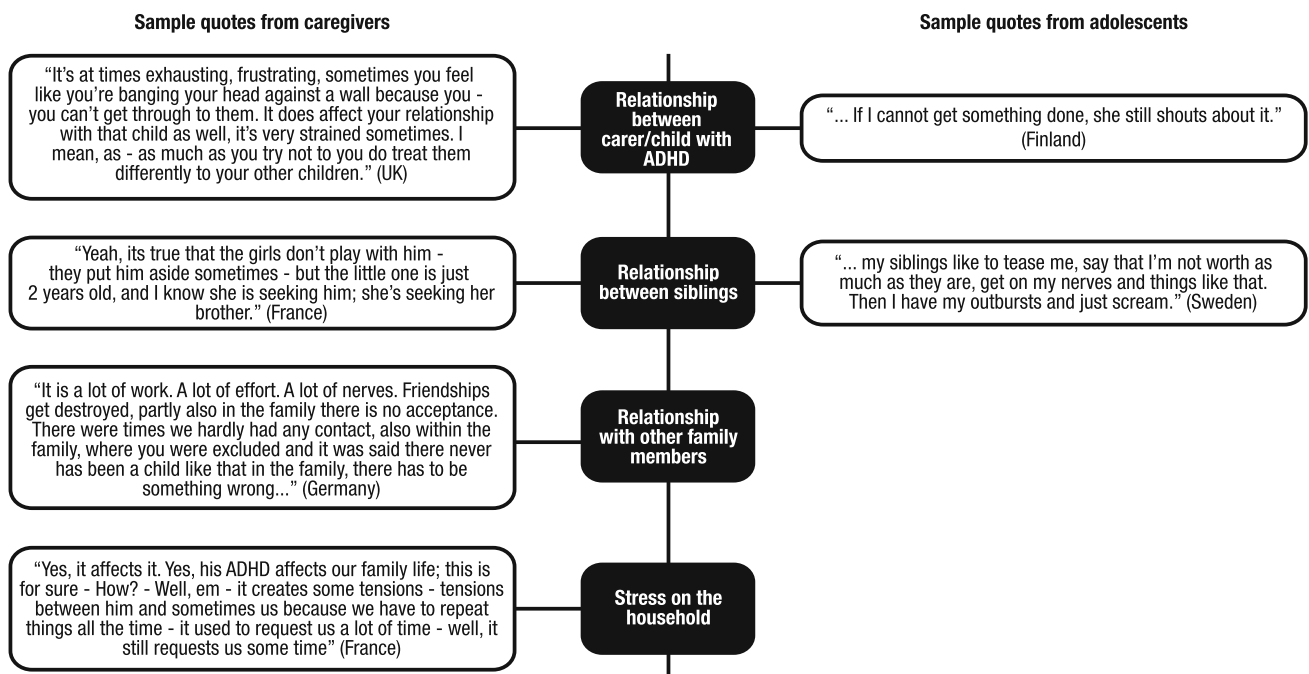 Sample quotes from caregivers
Sample quotes from adolescents
“It’s at times exhausting, frustrating, sometimes you feel
like you’re banging your head against a wall because you -
you can’t get through to them. It does affect your relationship
with that child as well, it’s very strained sometimes. I
mean, as - as much as you try not to you do treat them
differently to your other children.” (UK)
Relationship
between
carer/child with
ADHD
“... If I cannot get something done, she still shouts about it.”
(Finland)
“Yeah, its true that the girls don’t play with him -
they put him aside sometimes - but the little one is just
2 years old, and I know she is seeking him; she’s seeking her
brother.” (France)
Relationship
between siblings
“... my siblings like to tease me, say that I’m not worth as
much as they are, get on my nerves and things like that.
Then I have my outbursts and just scream.” (Sweden)
“It is a lot of work. A lot of effort. A lot of nerves. Friendships
get destroyed, partly also in the family there is no acceptance.
There were times we hardly had any contact, also within the
family, where you were excluded and it was said there never
has been a child like that in the family, there has to be
something wrong...” (Germany)
Relationship
with other family
members
“Yes, it affects it. Yes, his ADHD affects our family life; this is
for sure - How? - Well, em - it creates some tensions - tensions
between him and sometimes us because we have to repeat
things all the time - it used to request us a lot of time - well, it
still requests us some time” (France)
Stress on the
household